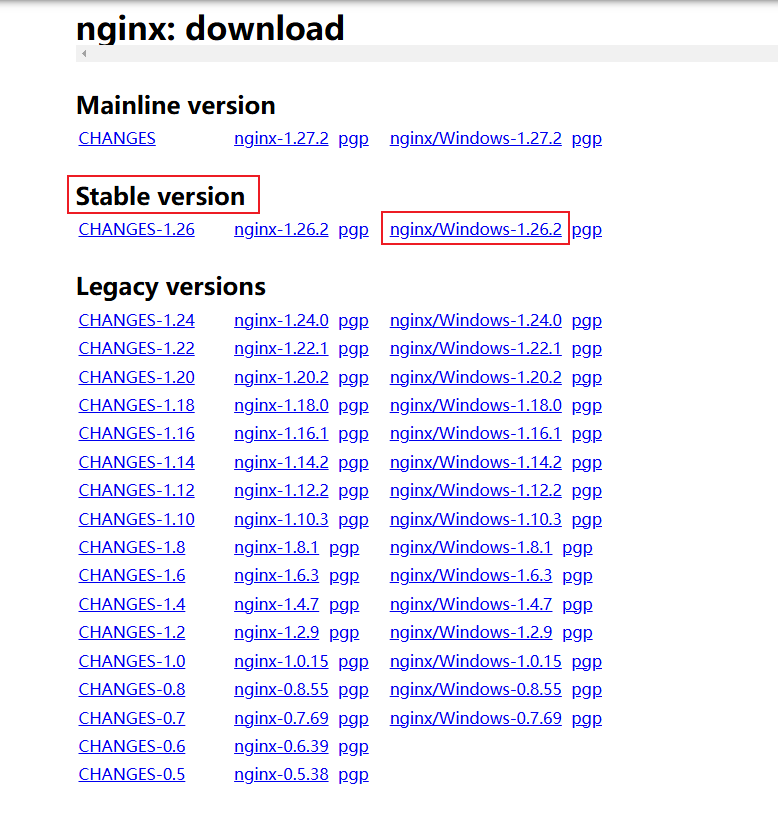 nginx: download
Mainline version
CHANGES nginx-1.27.2 pgp nginx/Windows-1.27.2 pgp
Stable version
CHANGES-1.26 nginx-1.26.2 pgp nginx/Windows-1.26.2 pgp
Legacy versions
CHANGES-1.24 nginx-1.24.0 pgp nginx/Windows-1.24.0 pgp
CHANGES-1.22 nginx-1.22.1 pgp nginx/Windows-1.22.1 pgp
CHANGES-1.20 nginx-1.20.2 pgp nginx/Windows-1.20.2 pgp
CHANGES-1.18 nginx-1.18.0 pgp nginx/Windows-1.18.0 pgp
CHANGES-1.16 nginx-1.16.1 pgp nginx/Windows-1.16.1 pgp
CHANGES-1.14 nginx-1.14.2 pgp nginx/Windows-1.14.2 pgp
CHANGES-1.12 nginx-1.12.2 pgp nginx/Windows-1.12.2 pgp
CHANGES-1.10 nginx-1.10.3 pgp nginx/Windows-1.10.3 pgp
CHANGES-1.8 nginx-1.8.1 pgp nginx/Windows-1.8.1 pgp
CHANGES-1.6 nginx-1.6.3 pgp nginx/Windows-1.6.3 pgp
CHANGES-1.4 nginx-1.4.7 pgp nginx/Windows-1.4.7 pgp
CHANGES-1.2 nginx-1.2.9 pgp nginx/Windows-1.2.9 pgp
CHANGES-1.0 nginx-1.0.15 pgp nginx/Windows-1.0.15 pgp
CHANGES-0.8 nginx-0.8.55 pgp nginx/Windows-0.8.55 pgp
CHANGES-0.7 nginx-0.7.69 pgp nginx/Windows-0.7.69 pgp
CHANGES-0.6 nginx-0.6.39 pgp
CHANGES-0.5 nginx-0.5.38 pgp